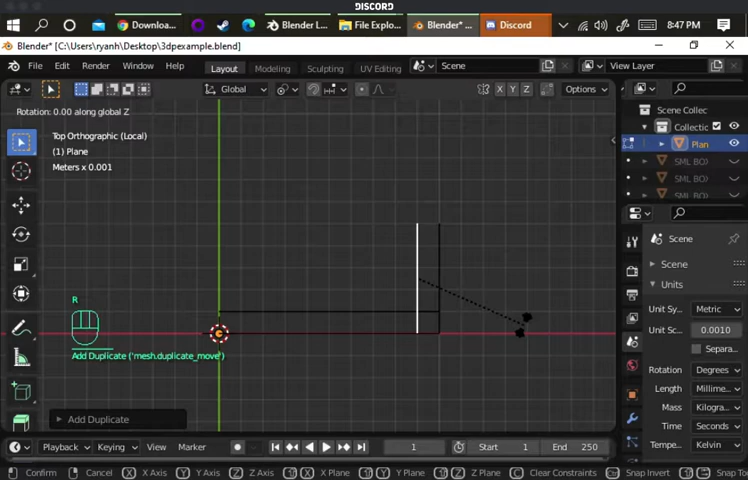 DISCORD
Downloa...
Blender L...
File Explo...
Blender* ...
Discord
8:47 PM
Blender* [C:\Users\ryanh\Desktop\3dpexample.blend]
File Edit Render Window Help
Layout Modeling Sculpting UV Editing
Scene View Layer
Global X Y Z Options
Rotation: 0.00 along global Z
Top Orthographic (Local)
(1) Plane
Meters x 0.001
Scene Collec
Collectic
Plan
SML BO
SML BO
SML BO
Scene
Scene
Units
Unit Sy... Metric
Unit Sc... 0.0010
Separa...
Rotation Degrees
Length Millime...
Mass Kilogra...
Time Seconds
Tempe... Kelvin
R
Add Duplicate ('mesh.duplicate_move')
Add Duplicate
Playback Keying View Marker 1 Start 1 End 250
Confirm Cancel X X Axis Y Y Axis Z Z Axis X X Plane Y Y Plane Z Z Plane C Clear Constraints Snap Invert Snap To